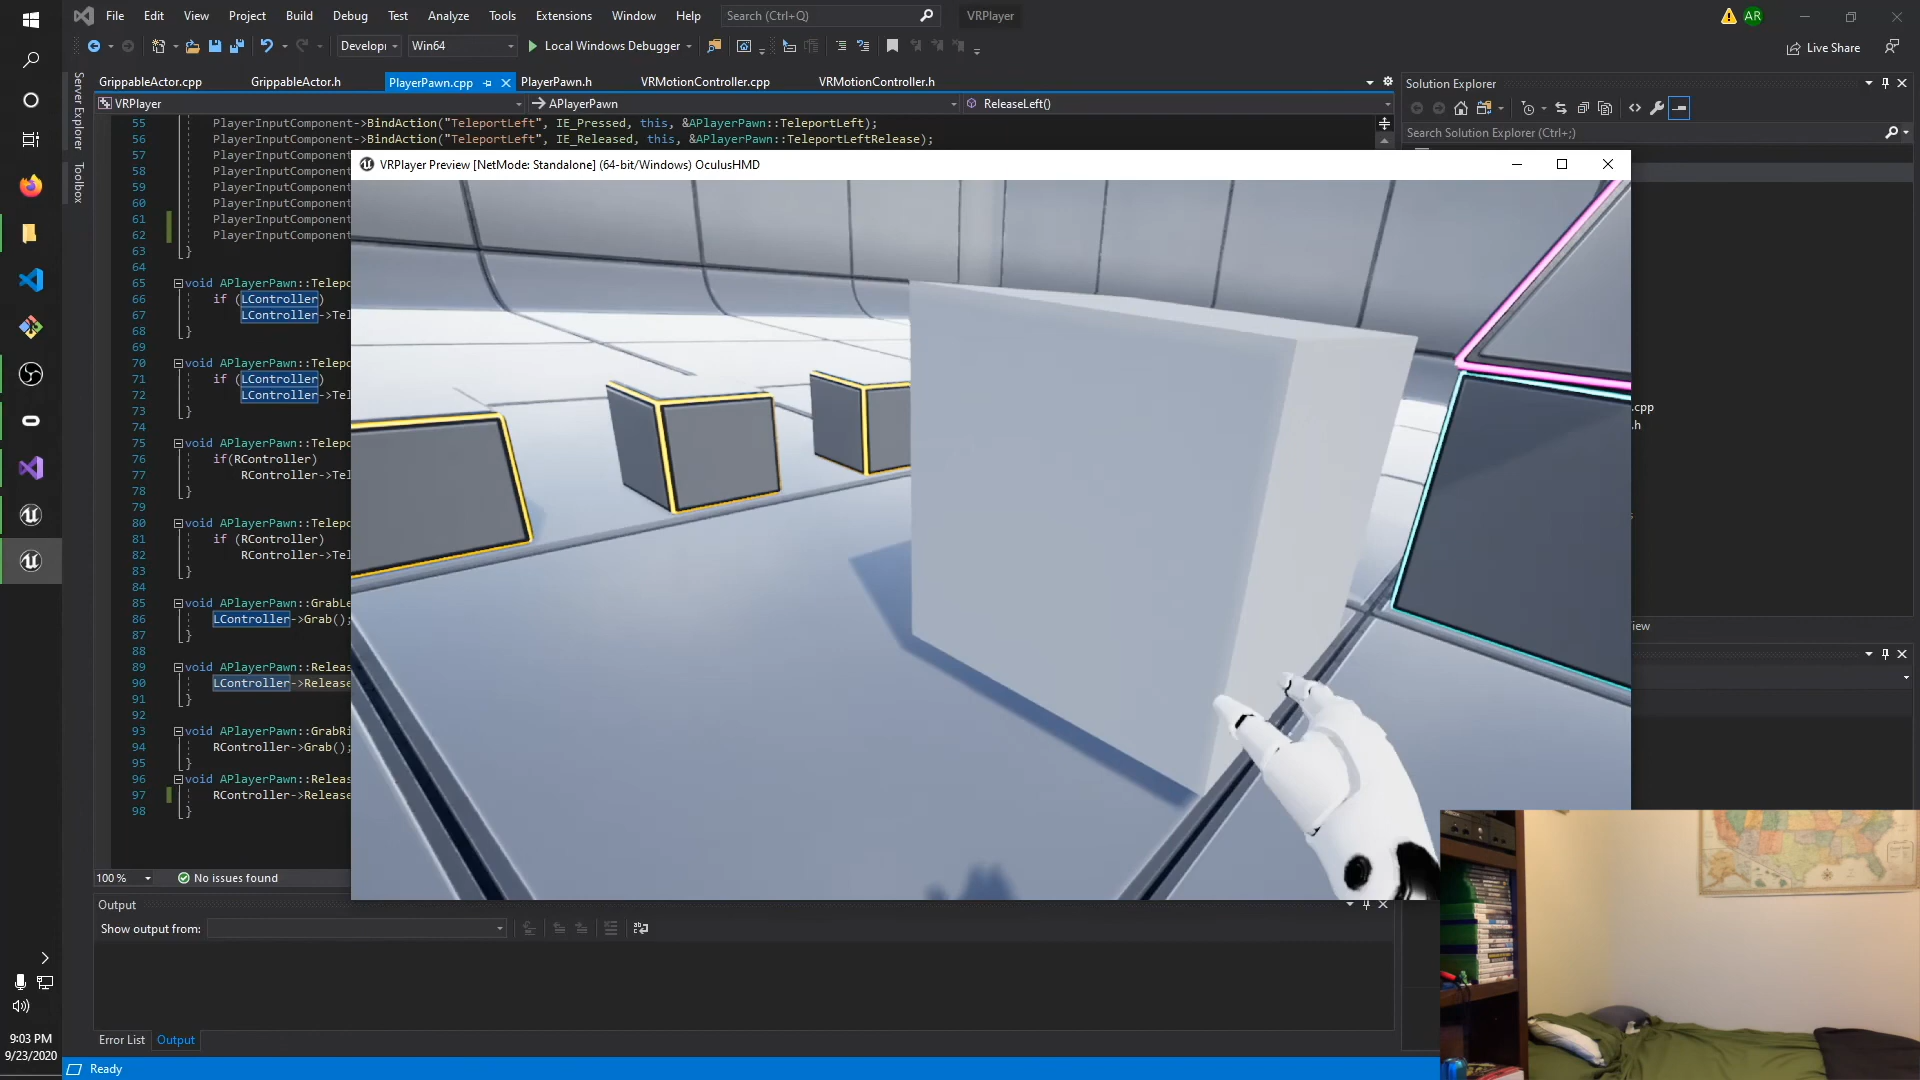 File Edit View Project Build Debug Test Analyze Tools Extensions Window Help Search (Ctrl+Q) VRPlayer AR
Develop Win64 Local Windows Debugger Live Share
GrippableActor.cpp GrippableActor.h PlayerPawn.cpp PlayerPawn.h VRMotionController.cpp VRMotionController.h
Solution Explorer
VRPlayer APlayerPawn ReleaseLeft()
Search Solution Explorer (Ctrl+;)
Server Explorer
Toolbox
55 PlayerInputComponent->BindAction("TeleportLeft", IE_Pressed, this, &APlayerPawn::TeleportLeft);
56 PlayerInputComponent->BindAction("TeleportLeft", IE_Released, this, &APlayerPawn::TeleportLeftRelease);
VRPlayer Preview [NetMode: Standalone] (64-bit/Windows) OculusHMD
57 PlayerInputComponent
58 PlayerInputComponent
59 PlayerInputComponent
60 PlayerInputComponent
61 PlayerInputComponent
62 PlayerInputComponent
63 }
64
65 void APlayerPawn::Telepo
66 if (LController)
67 LController->Tel
68 }
69
70 void APlayerPawn::Telepo
71 if (LController)
72 LController->Tel
73 }
74
75 void APlayerPawn::Telepo
76 if(RController)
77 RController->Tel
78 }
79
80 void APlayerPawn::Telepo
81 if (RController)
82 RController->Tel
83 }
84
85 void APlayerPawn::GrabLe
86 LController->Grab();
87 }
88
89 void APlayerPawn::Releas
90 LController->Release
91 }
92
93 void APlayerPawn::GrabRi
94 RController->Grab();
95 }
96 void APlayerPawn::Releas
97 RController->Release
98 }
.cpp
.h
iew
100 % No issues found
Output
Show output from:
Error List Output
Ready
9:03 PM
9/23/2020